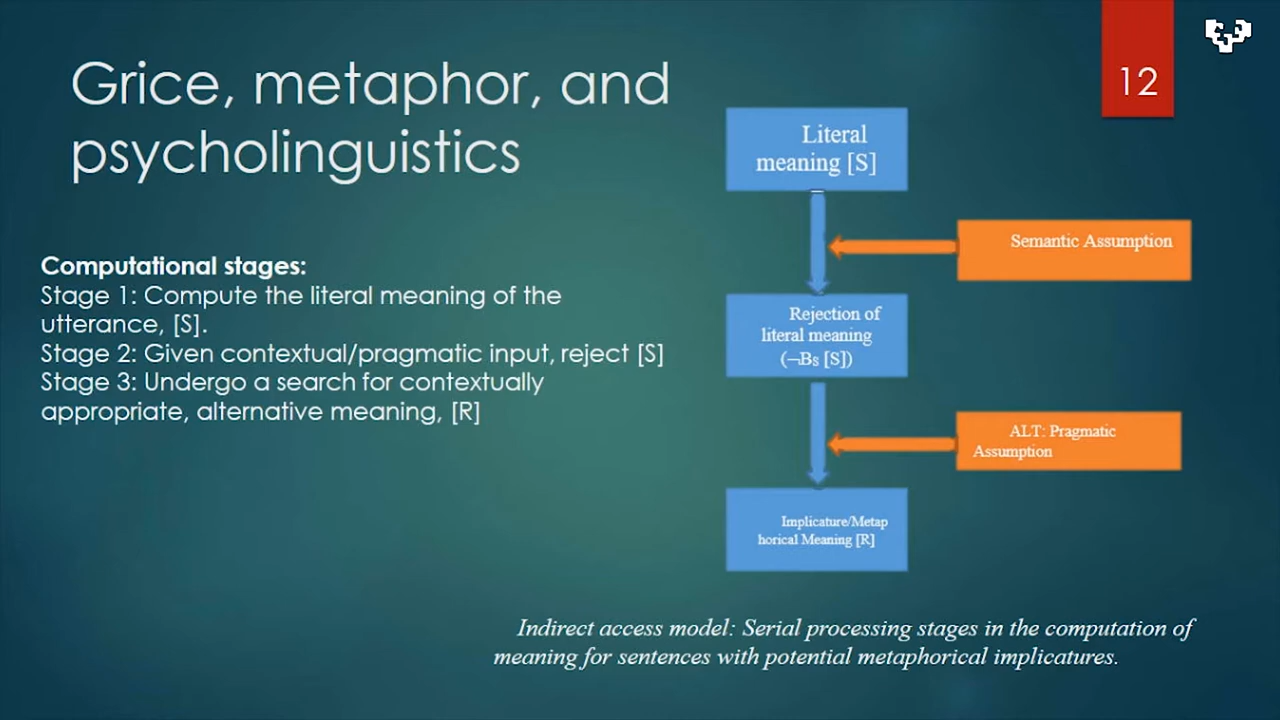 Grice, metaphor, and
psycholinguistics
12
Computational stages:
Stage 1: Compute the literal meaning of the
utterance, [S].
Stage 2: Given contextual/pragmatic input, reject [S]
Stage 3: Undergo a search for contextually
appropriate, alternative meaning, [R]
Literal
meaning [S]
Semantic Assumption
Rejection of
literal meaning
(¬Bs [S])
ALT: Pragmatic
Assumption
Implicature/Metap
horical Meaning [R]
Indirect access model: Serial processing stages in the computation of
meaning for sentences with potential metaphorical implicatures.